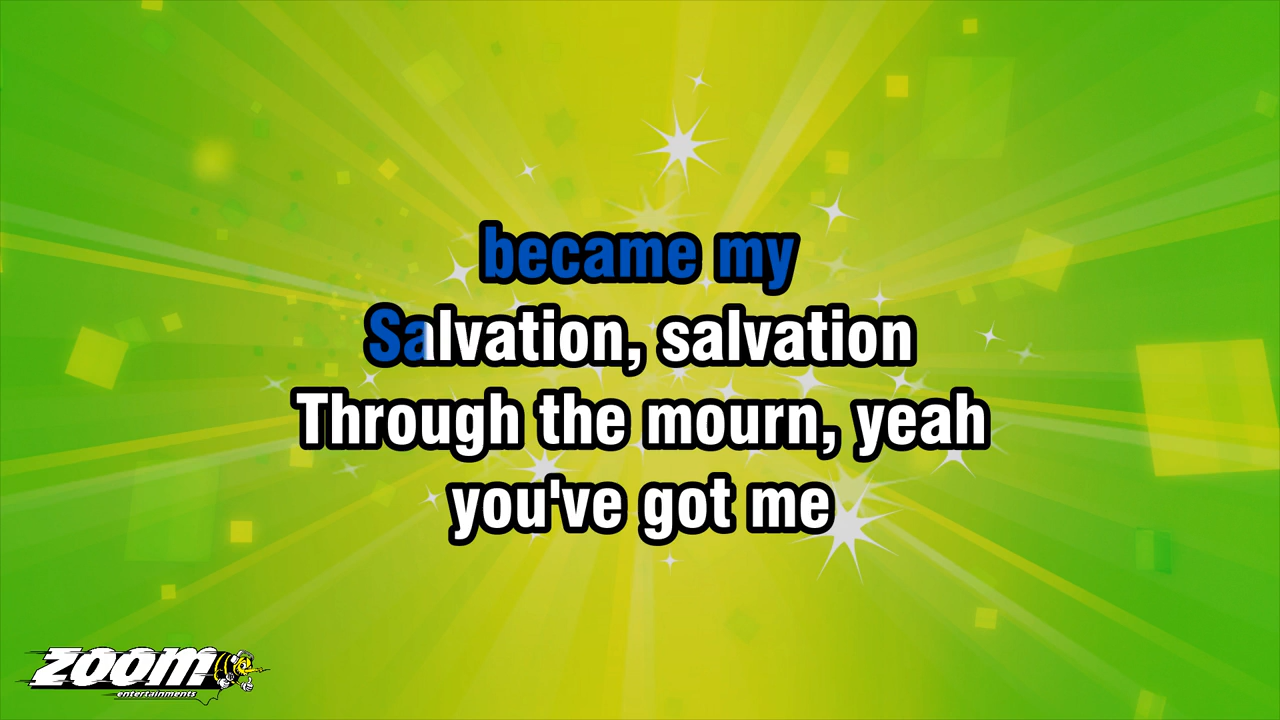 became my
Salvation, salvation
Through the mourn, yeah
you've got me
ZOOM
entertainments